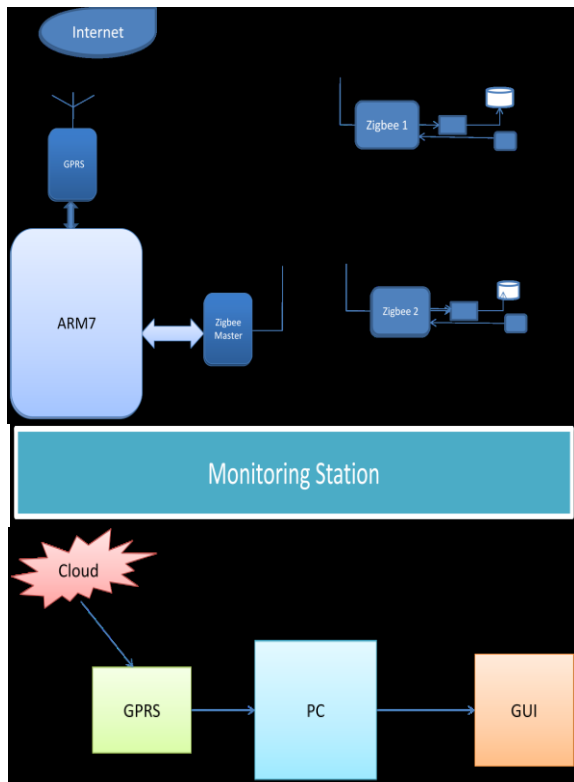 Internet
Zigbee 1
GPRS
ARM7
Zigbee
Master
Zigbee 2
Monitoring Station
Cloud
GPRS
PC
GUI